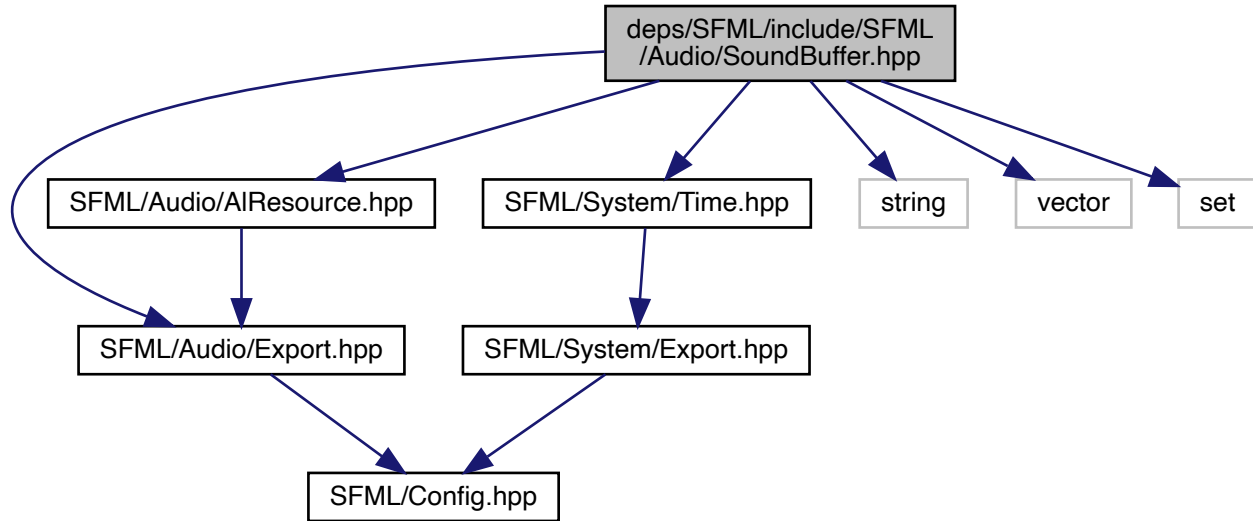 deps/SFML/include/SFML
/Audio/SoundBuffer.hpp
SFML/Audio/AlResource.hpp
SFML/System/Time.hpp
string
vector
set
SFML/Audio/Export.hpp
SFML/System/Export.hpp
SFML/Config.hpp